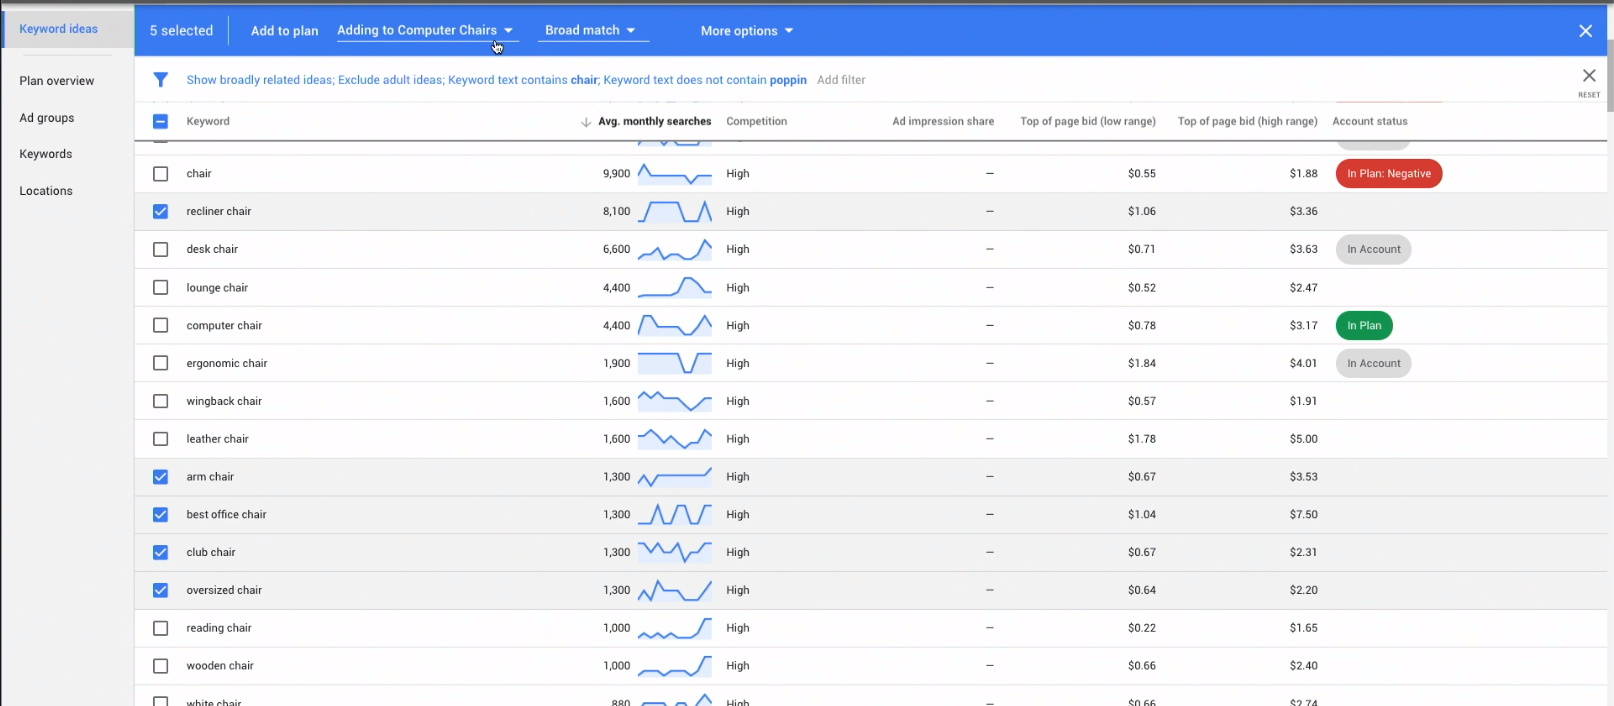 Keyword ideas
Plan overview
Ad groups
Keywords
Locations
5 selected Add to plan Adding to Computer Chairs Broad match More options
Show broadly related ideas; Exclude adult ideas; Keyword text contains chair; Keyword text does not contain poppin Add filter
RESET
Keyword Avg. monthly searches Competition Ad impression share Top of page bid (low range) Top of page bid (high range) Account status
chair 9,900 High – $0.55 $1.88 In Plan: Negative
recliner chair 8,100 High – $1.06 $3.36
desk chair 6,600 High – $0.71 $3.63 In Account
lounge chair 4,400 High – $0.52 $2.47
computer chair 4,400 High – $0.78 $3.17 In Plan
ergonomic chair 1,900 High – $1.84 $4.01 In Account
wingback chair 1,600 High – $0.57 $1.91
leather chair 1,600 High – $1.78 $5.00
arm chair 1,300 High – $0.67 $3.53
best office chair 1,300 High – $1.04 $7.50
club chair 1,300 High – $0.67 $2.31
oversized chair 1,300 High – $0.64 $2.20
reading chair 1,000 High – $0.22 $1.65
wooden chair 1,000 High – $0.66 $2.40
white chair 880 High – $0.66 $2.74